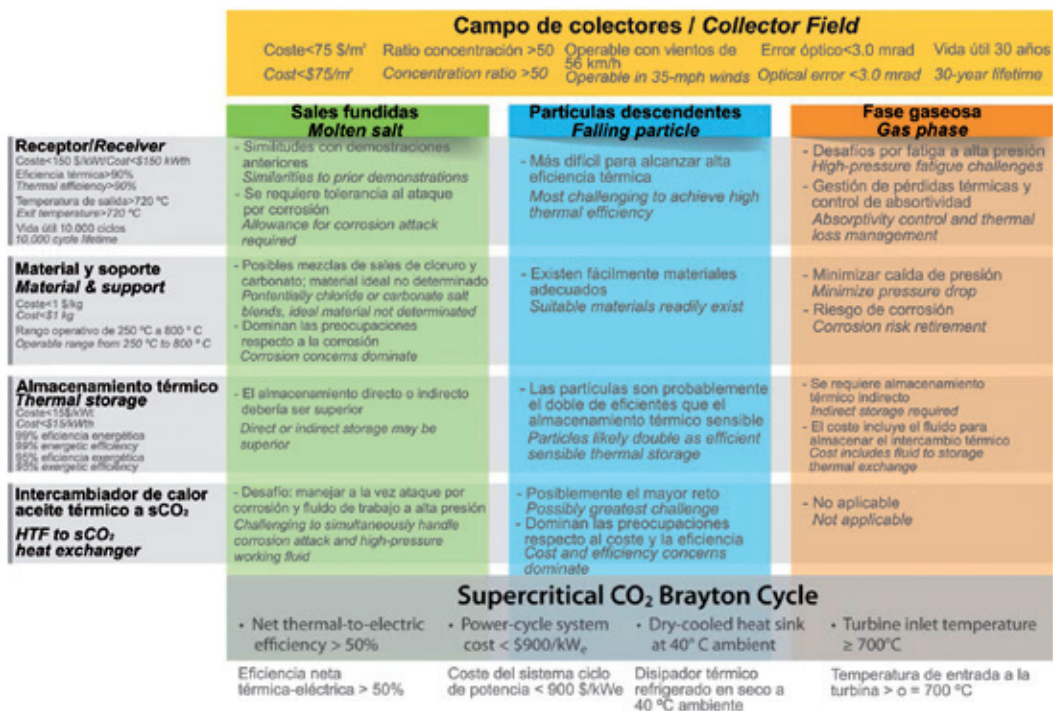 Campo de colectores / Collector Field
Coste<75 $/m² Ratio concentración >50 Operable con vientos de 56 km/h Error óptico<3.0 mrad Vida útil 30 años
Cost<$75/m² Concentration ratio >50 Operable in 35-mph winds Optical error <3.0 mrad 30-year lifetime
Sales fundidas
Molten salt
Partículas descendentes
Falling particle
Fase gaseosa
Gas phase
Receptor/Receiver
Coste<150 $/kWt/Cost<$150 kWth
Eficiencia térmica>90%
Thermal efficiency>90%
Temperatura de salida>720 ºC
Exit temperature>720 ºC
Vida útil 10.000 ciclos
10.000 cycle lifetime
- Similitudes con demostraciones
anteriores
Similarities to prior demonstrations
- Se requiere tolerancia al ataque
por corrosión
Allowance for corrosion attack
required
- Más difícil para alcanzar alta
eficiencia térmica
Most challenging to achieve high
thermal efficiency
- Desafíos por fatiga a alta presión
High-pressure fatigue challenges
- Gestión de pérdidas térmicas y
control de absortividad
Absorptivity control and thermal
loss management
Material y soporte
Material & support
Coste<1 $/kg
Cost<$1 kg
Rango operativo de 250 ºC a 800 º C
Operable range from 250 ºC to 800 º C
- Posibles mezclas de sales de cloruro y
carbonato; material ideal no determinado
Pontentially chloride or carbonate salt
blends, ideal material not determinated
- Dominan las preocupaciones
respecto a la corrosión
Corrosion concerns dominate
- Existen fácilmente materiales
adecuados
Suitable materials readily exist
- Minimizar caída de presión
Minimize pressure drop
- Riesgo de corrosión
Corrosion risk retirement
Almacenamiento térmico
Thermal storage
Coste<15$/kWt
Cost<$15/kWth
99% eficiencia energética
99% energetic efficiency
95% eficiencia exergética
95% exergetic efficiency
- El almacenamiento directo o indirecto
debería ser superior
Direct or indirect storage may be
superior
- Las partículas son probablemente
el doble de eficientes que el
almacenamiento térmico sensible
Particles likely double as efficient
sensible thermal storage
- Se requiere almacenamiento
térmico indirecto
Indirect storage required
- El coste incluye el fluido para
almacenar el intercambio térmico
Cost includes fluid to storage
thermal exchange
Intercambiador de calor
aceite térmico a sCO₂
HTF to sCO₂
heat exchanger
- Desafío: manejar a la vez ataque por
corrosión y fluido de trabajo a alta presión
Challenging to simultaneously handle
corrosion attack and high-pressure
working fluid
- Posiblemente el mayor reto
Possibly greatest challenge
- Dominan las preocupaciones
respecto al coste y la eficiencia
Cost and efficiency concerns
dominate
- No aplicable
Not applicable
Supercritical CO₂ Brayton Cycle
• Net thermal-to-electric
efficiency > 50%
• Power-cycle system
cost < $900/kWₑ
• Dry-cooled heat sink
at 40° C ambient
• Turbine inlet temperature
≥ 700°C
Eficiencia neta
térmica-eléctrica > 50%
Coste del sistema ciclo
de potencia < 900 $/kWe
Disipador térmico
refrigerado en seco a
40 ºC ambiente
Temperatura de entrada a la
turbina > o = 700 ºC